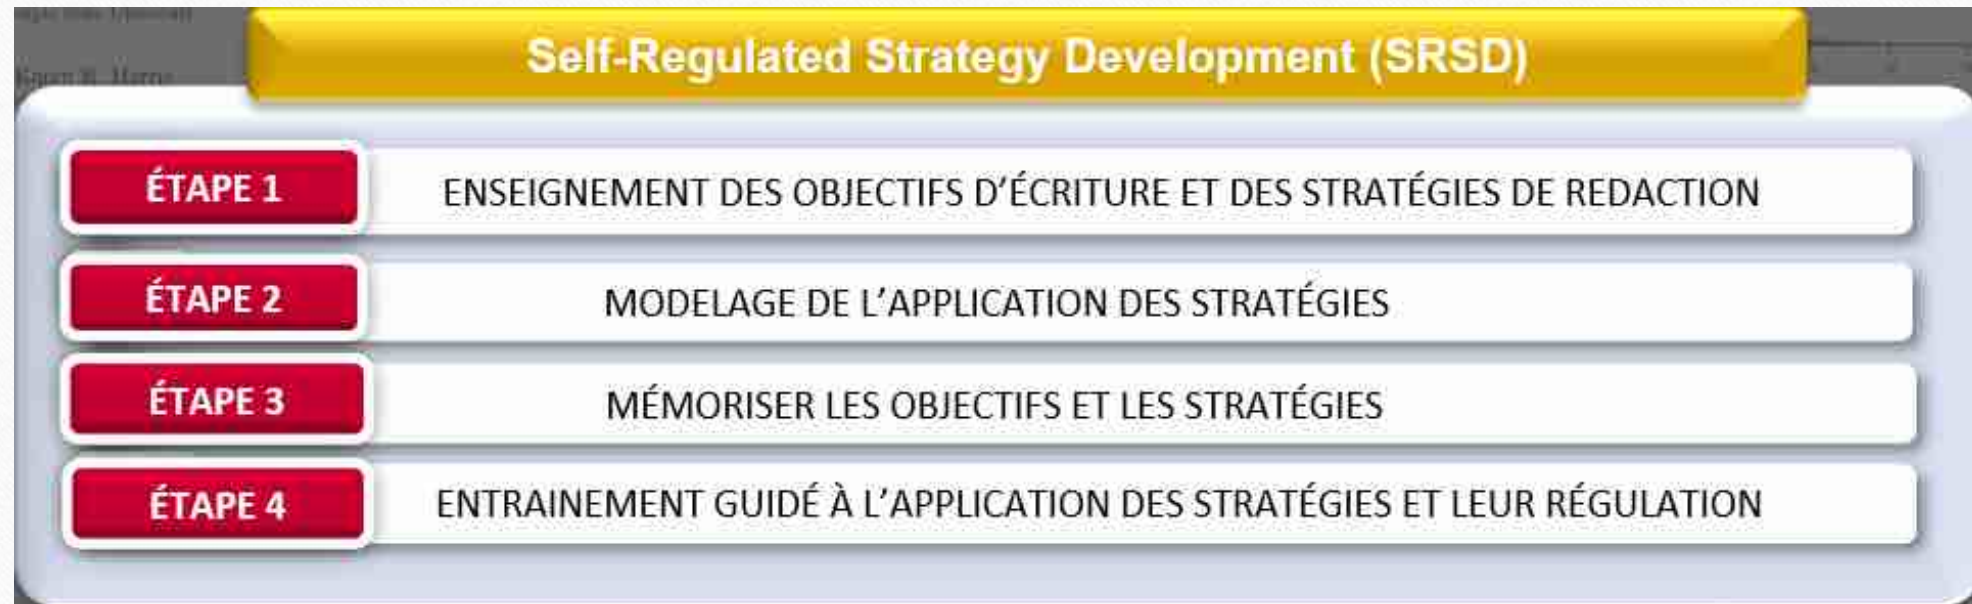 Self-Regulated Strategy Development (SRSD)
ÉTAPE 1 ENSEIGNEMENT DES OBJECTIFS D’ÉCRITURE ET DES STRATÉGIES DE REDACTION
ÉTAPE 2 MODELAGE DE L’APPLICATION DES STRATÉGIES
ÉTAPE 3 MÉMORISER LES OBJECTIFS ET LES STRATÉGIES
ÉTAPE 4 ENTRAINEMENT GUIDÉ À L’APPLICATION DES STRATÉGIES ET LEUR RÉGULATION